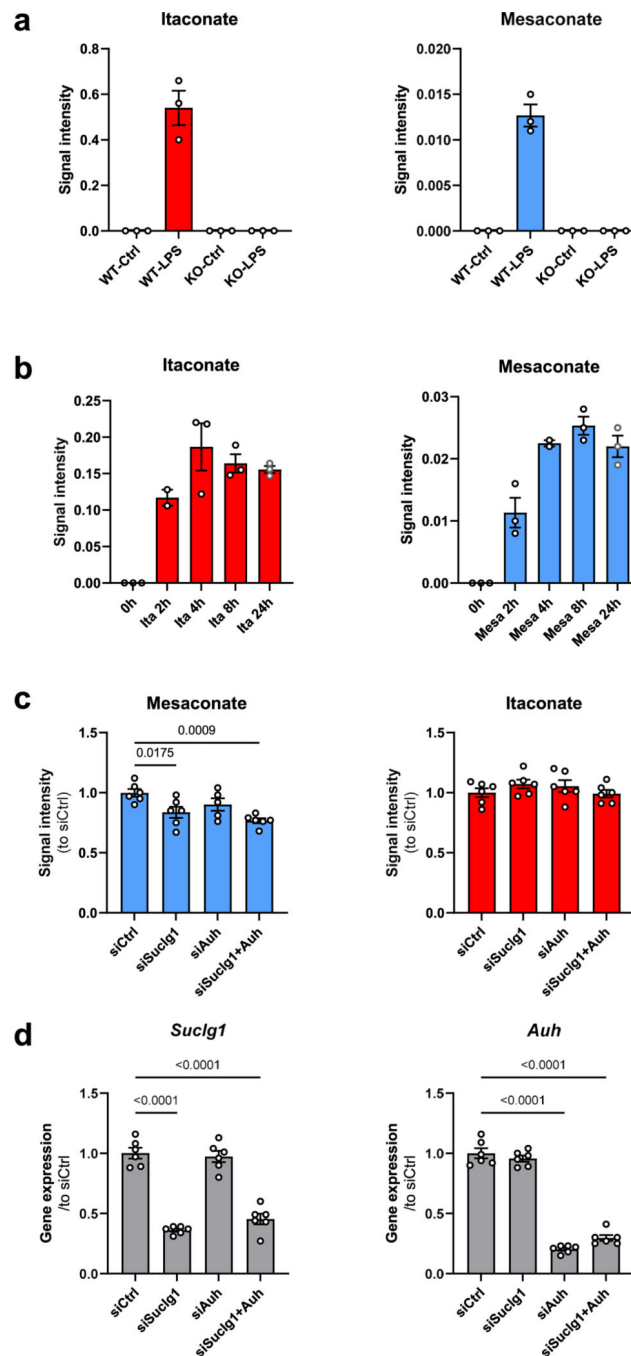 a
Itaconate
Signal intensity
0.8
0.6
0.4
0.2
0.0
WT-Ctrl
WT-LPS
KO-Ctrl
KO-LPS
Mesaconate
Signal intensity
0.020
0.015
0.010
0.005
0.000
WT-Ctrl
WT-LPS
KO-Ctrl
KO-LPS
b
Itaconate
Signal intensity
0.25
0.20
0.15
0.10
0.05
0.00
0h
Ita 2h
Ita 4h
Ita 8h
Ita 24h
Mesaconate
Signal intensity
0.03
0.02
0.01
0.00
0h
Mesa 2h
Mesa 4h
Mesa 8h
Mesa 24h
c
Mesaconate
Signal intensity
(to siCtrl)
1.5
1.0
0.5
0.0
0.0009
0.0175
siCtrl
siSuclg1
siAuh
siSuclg1+Auh
Itaconate
Signal intensity
(to siCtrl)
1.5
1.0
0.5
0.0
siCtrl
siSuclg1
siAuh
siSuclg1+Auh
d
Suclg1
Gene expression
/to siCtrl
1.5
1.0
0.5
0.0
<0.0001
<0.0001
siCtrl
siSuclg1
siAuh
siSuclg1+Auh
Auh
Gene expression
/to siCtrl
1.5
1.0
0.5
0.0
<0.0001
<0.0001
siCtrl
siSuclg1
siAuh
siSuclg1+Auh